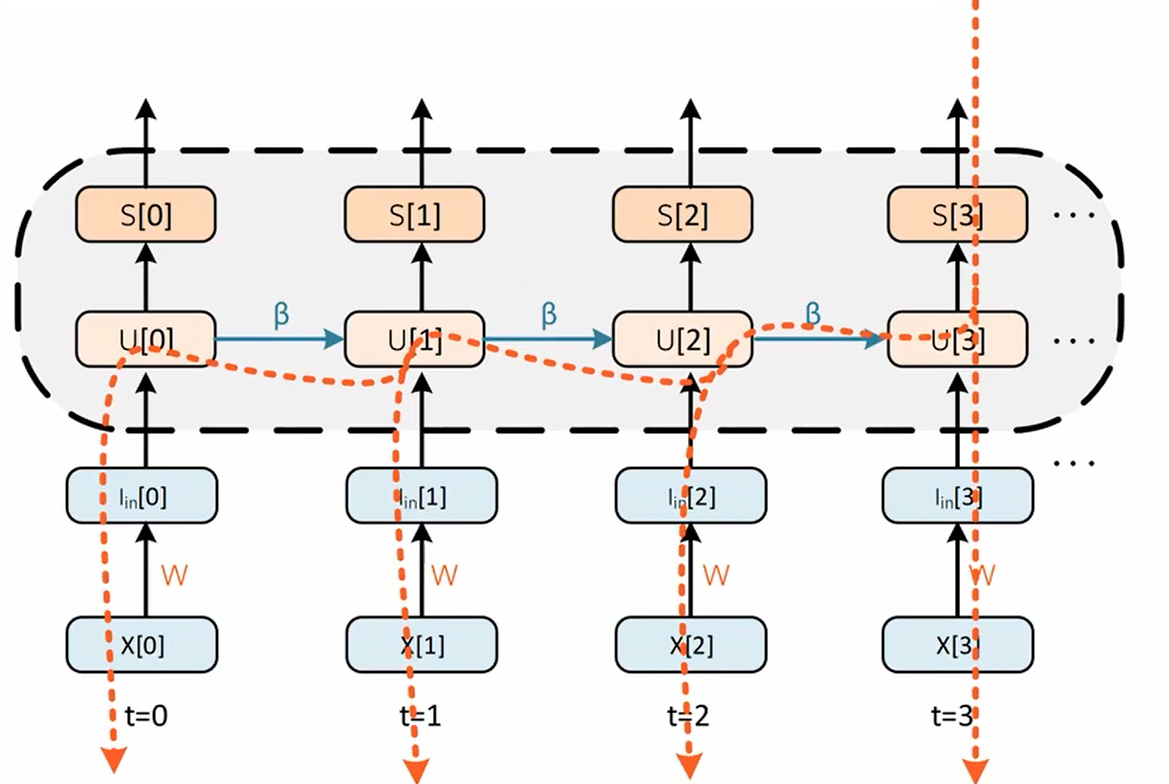 S[0] S[1] S[2] S[3] ...
β β β
U[0] U[1] U[2] U[3] ...
...
Iin[0] Iin[1] Iin[2] Iin[3]
W W W W
X[0] X[1] X[2] X[3]
t=0 t=1 t=2 t=3